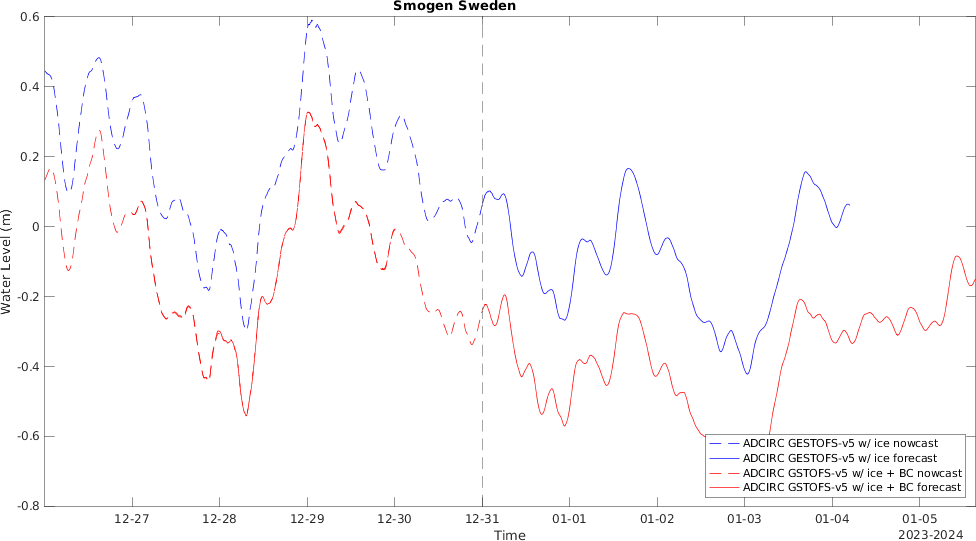 Smogen Sweden
0.6
0.4
0.2
0
-0.2
-0.4
-0.6
-0.8
Water Level (m)
ADCIRC GESTOFS-v5 w/ ice nowcast
ADCIRC GESTOFS-v5 w/ ice forecast
ADCIRC GSTOFS-v5 w/ ice + BC nowcast
ADCIRC GSTOFS-v5 w/ ice + BC forecast
12-27 12-28 12-29 12-30 12-31 01-01 01-02 01-03 01-04 01-05
Time
2023-2024